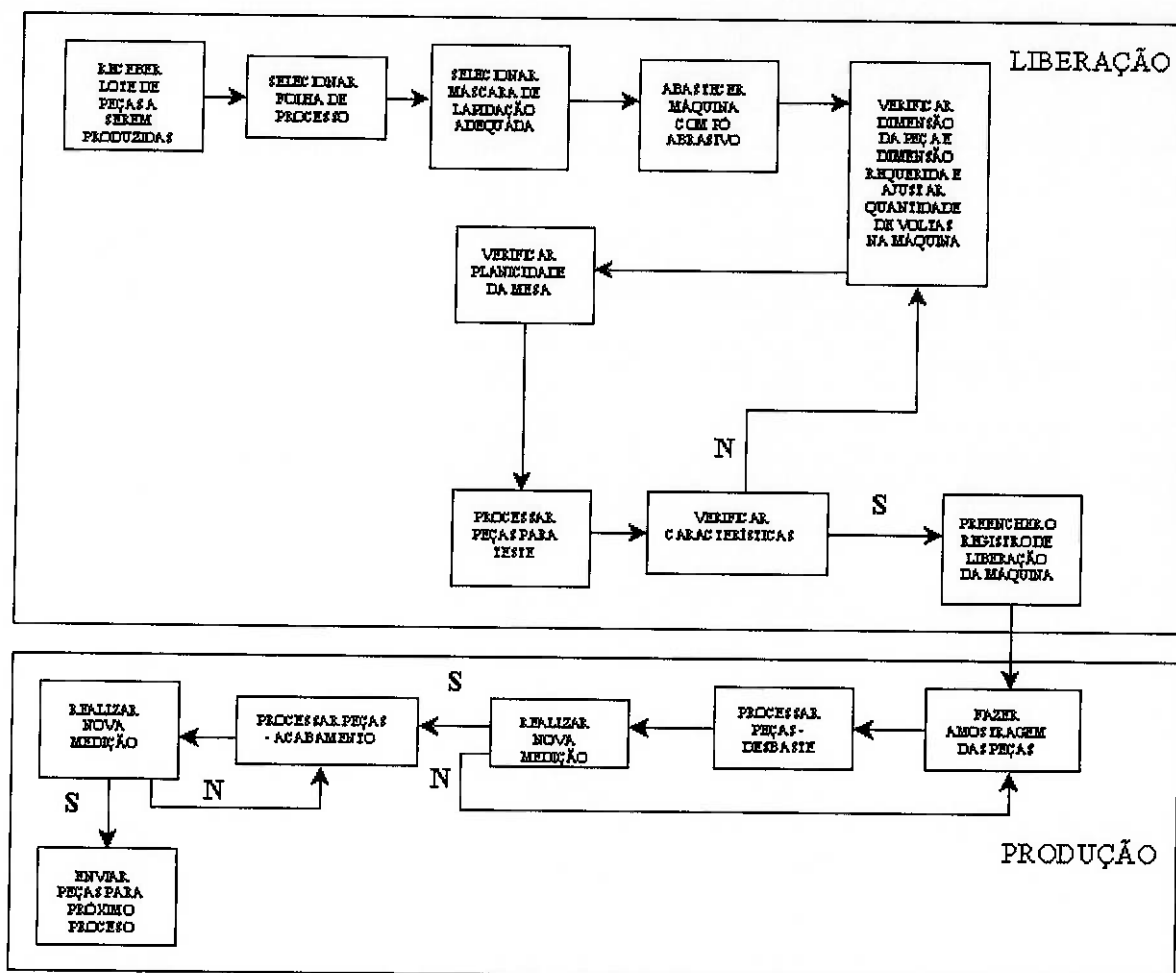 LIBERAÇÃO
RECEBER
LOTE DE
PEÇAS A
SEREM
PRODUZIDAS
SELECIONAR
FOLHA DE
PROCESSO
SELECIONAR
MÁSCARA DE
LAPIDAÇÃO
ADEQUADA
ABASTECER
MÁQUINA
COM PÓ
ABRASIVO
VERIFICAR
DIMENSÃO
DA PEÇA E
DIMENSÃO
REQUERIDA E
AJUSTAR
QUANTIDADE
DE VOLTAS
NA MÁQUINA
VERIFICAR
PLANICIDADE
DA MESA
PROCESSAR
PEÇAS PARA
TESTE
VERIFICAR
CARACTERÍSTICAS
N
S
PREENCHER O
REGISTRO DE
LIBERAÇÃO
DA MÁQUINA
FAZER
AMOSTRAGEM
DAS PEÇAS
PROCESSAR
PEÇAS -
DESBASTE
REALIZAR
NOVA
MEDIÇÃO
N
S
PROCESSAR PEÇAS
- ACABAMENTO
REALIZAR
NOVA
MEDIÇÃO
N
S
ENVIAR
PEÇAS PARA
PRÓXIMO
PROCESO
PRODUÇÃO